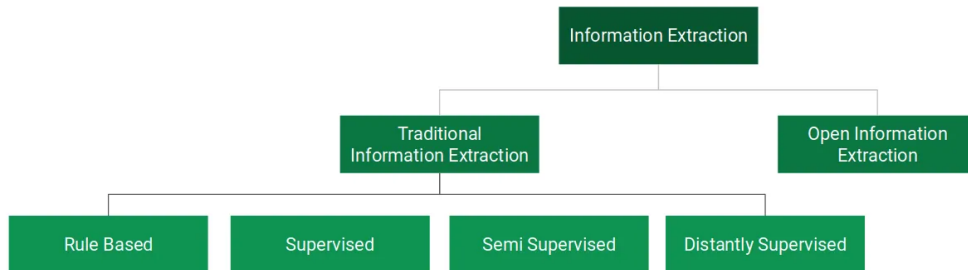 Information Extraction
Traditional
Information Extraction
Open Information
Extraction
Rule Based
Supervised
Semi Supervised
Distantly Supervised